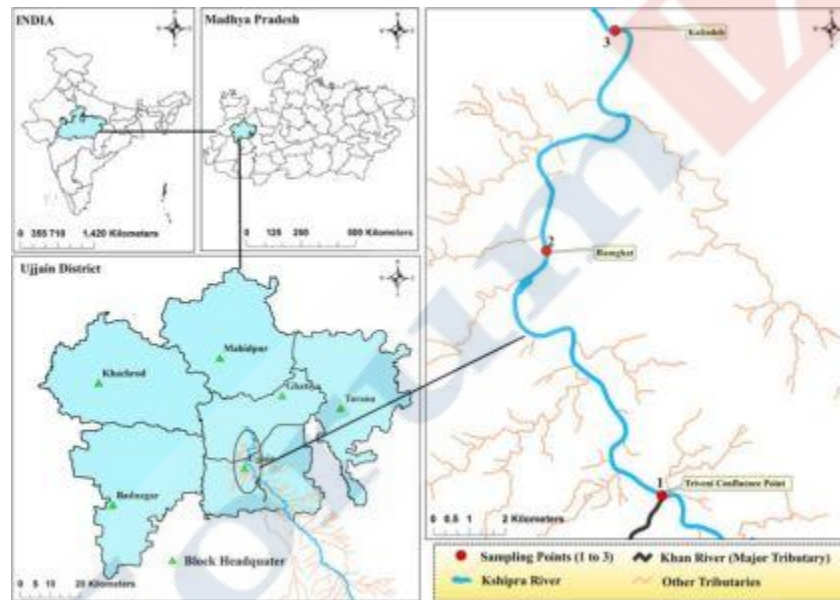 INDIA
0 355 710 1,420 Kilometers
Madhya Pradesh
0 125 250 500 Kilometers
Ujjain District
Mahidpur
Khachrod
Ghatiya
Tarana
Badnagar
Block Headquater
0 5 10 20 Kilometers
3
Kaliadeh
2
Ramghat
1
Triveni Confluence Point
0 0.5 1 2 Kilometers
Sampling Points (1 to 3)
Khan River (Major Tributary)
Kshipra River
Other Tributaries